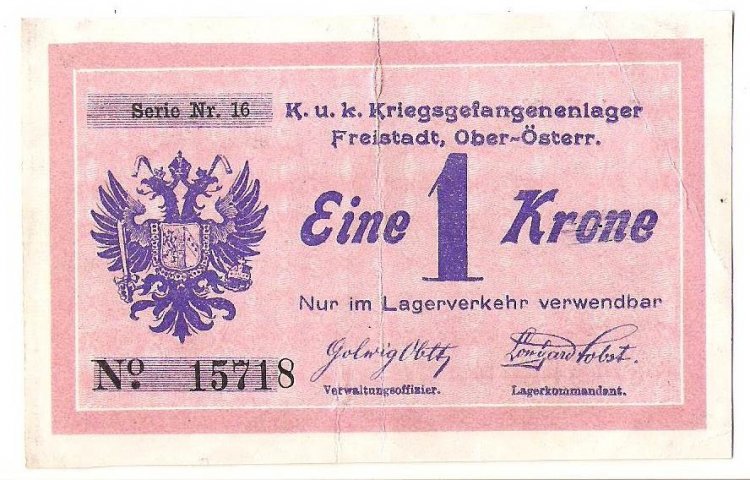 Serie Nr. 16
K. u. k. Kriegsgefangenenlager
Freistadt, Ober-Österr.
Eine 1 Krone
Nur im Lagerverkehr verwendbar
No. 15718
Verwaltungsoffizier.
Lagerkommandant.